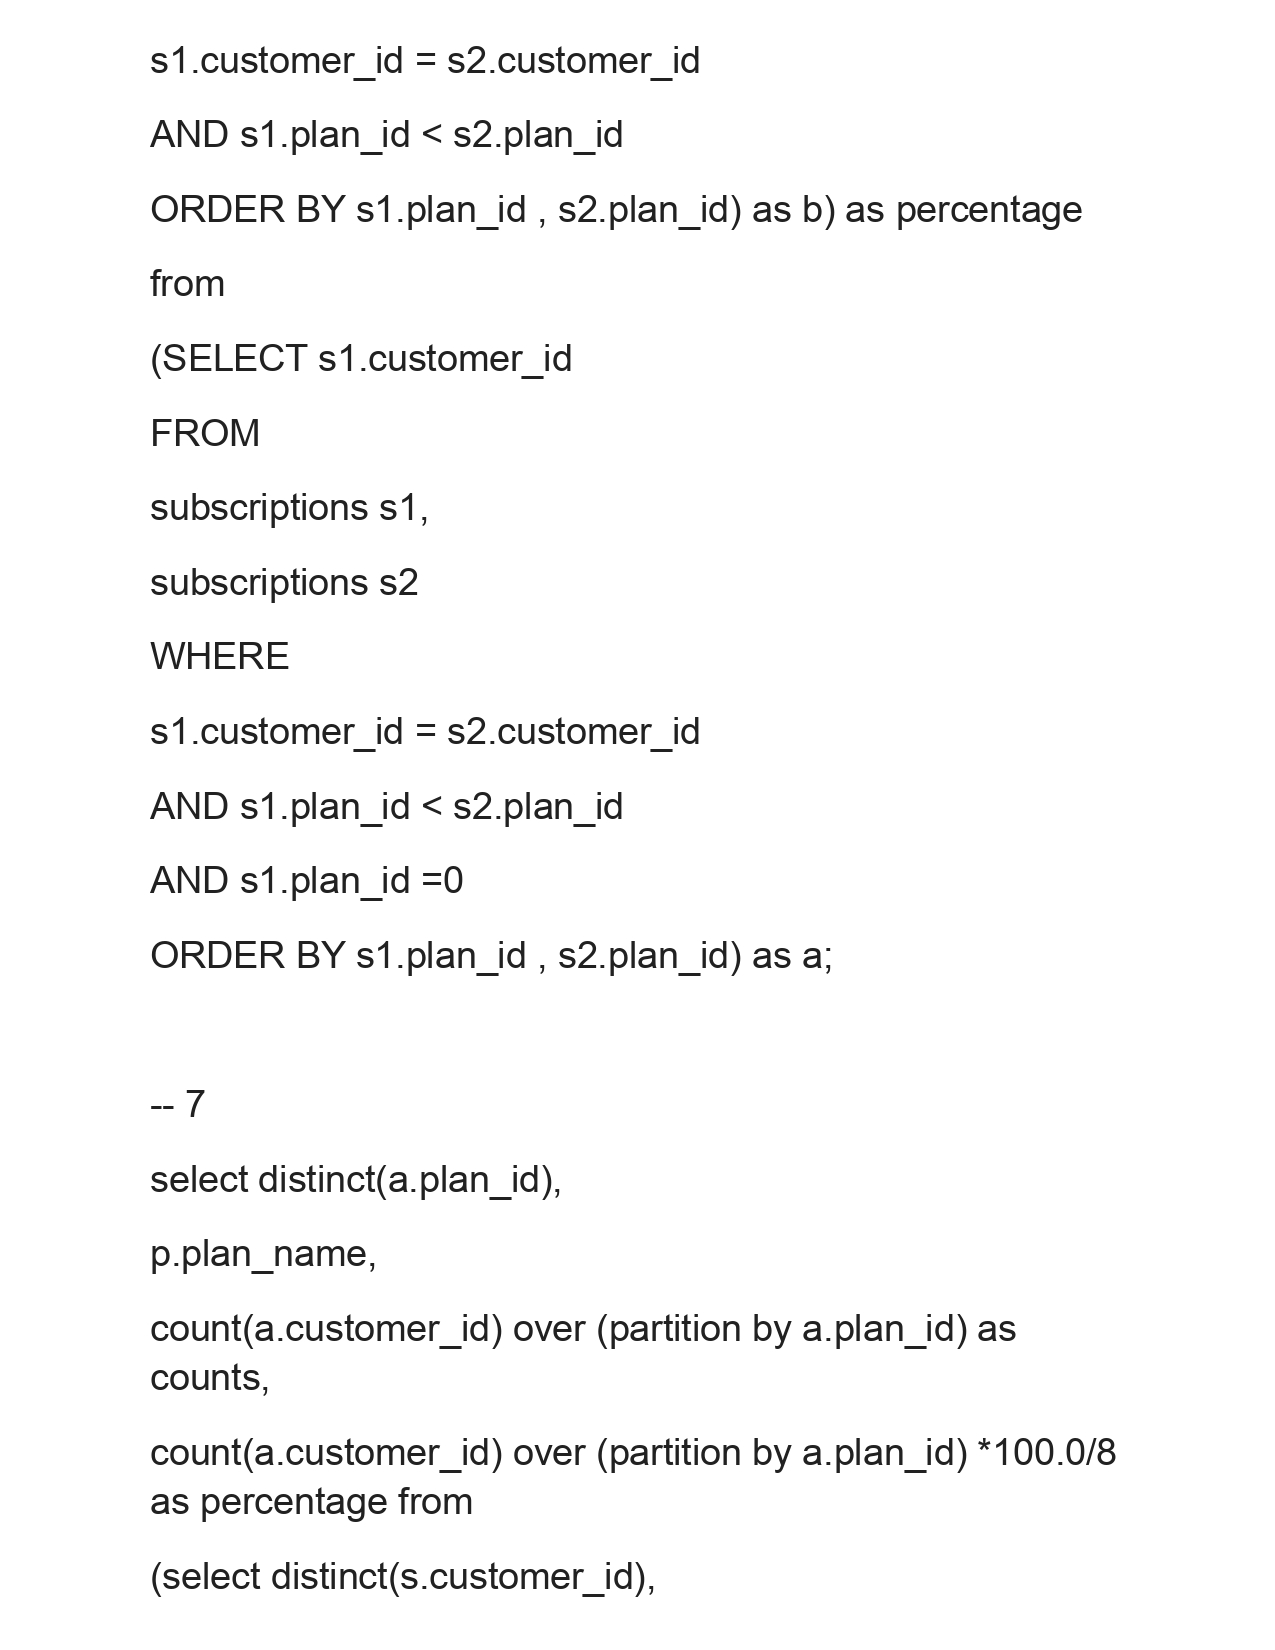 s1.customer_id = s2.customer_id
AND s1.plan_id < s2.plan_id
ORDER BY s1.plan_id , s2.plan_id) as b) as percentage
from
(SELECT s1.customer_id
FROM
subscriptions s1,
subscriptions s2
WHERE
s1.customer_id = s2.customer_id
AND s1.plan_id < s2.plan_id
AND s1.plan_id =0
ORDER BY s1.plan_id , s2.plan_id) as a;
-- 7
select distinct(a.plan_id),
p.plan_name,
count(a.customer_id) over (partition by a.plan_id) as
counts,
count(a.customer_id) over (partition by a.plan_id) *100.0/8
as percentage from
(select distinct(s.customer_id),